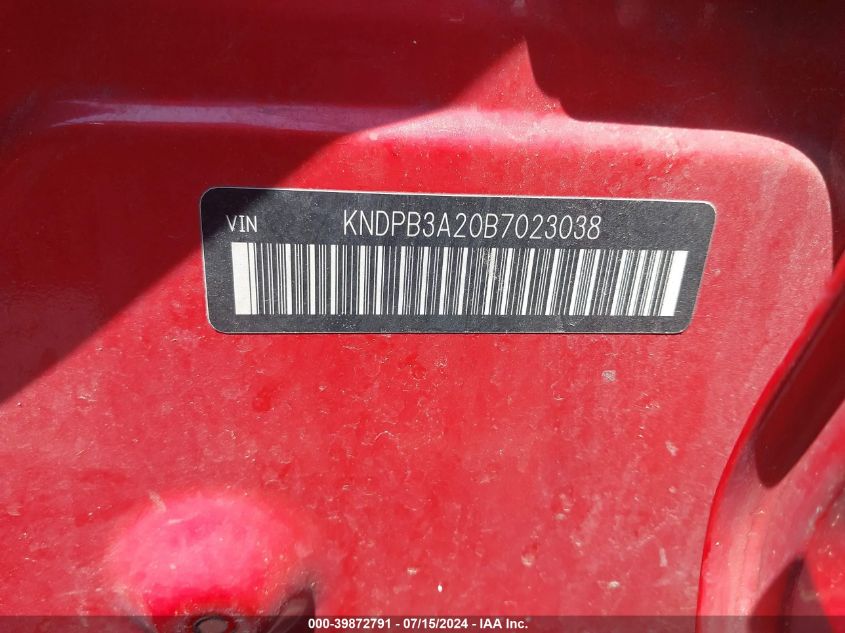 VIN KNDPB3A20B7023038
000-39872791 - 07/15/2024 - IAA Inc.